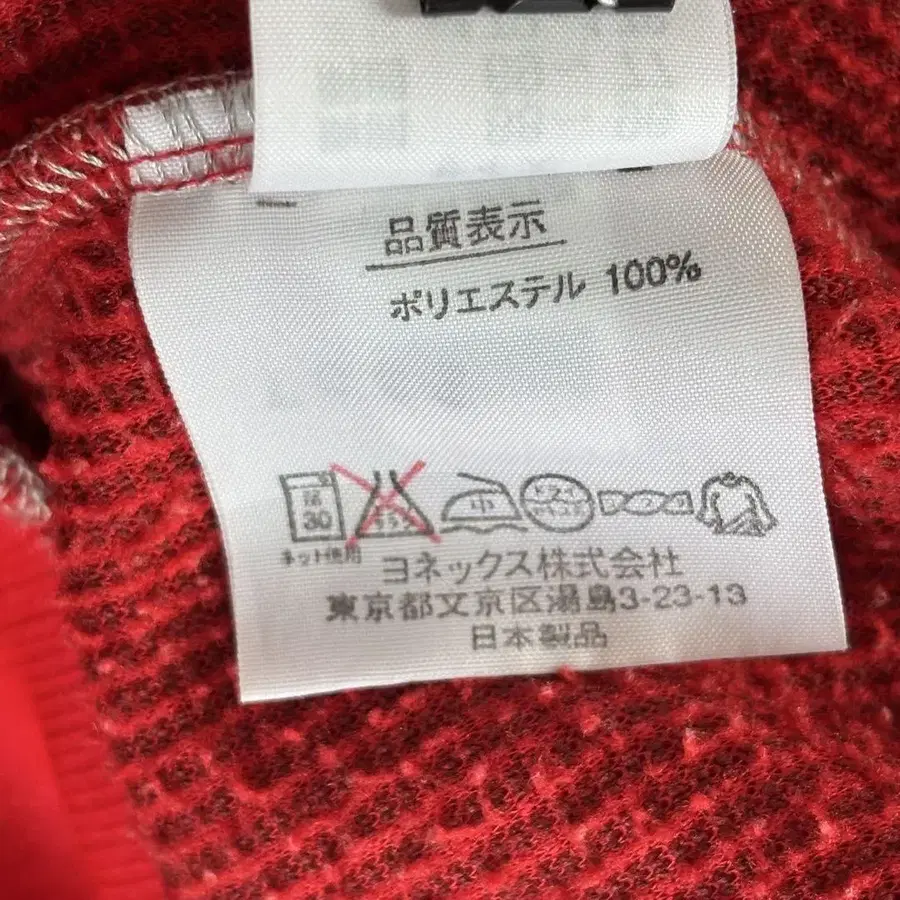 品質表示
ポリエステル 100%
30
中
ネット使用
ヨネックス株式会社
東京都文京区湯島3-23-13
日本製品